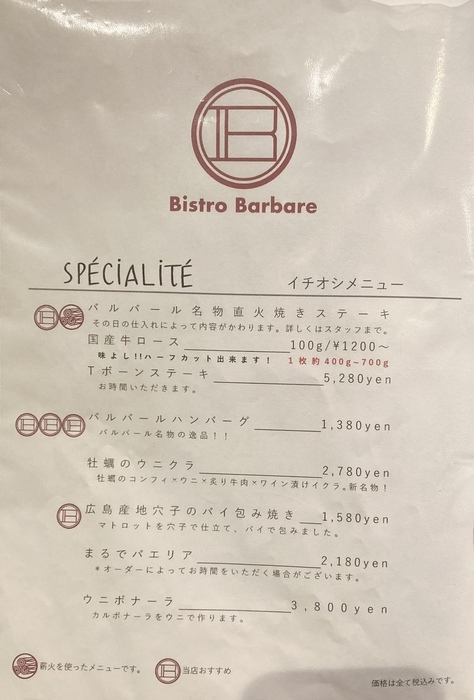 B
Bistro Barbare
SPÉCiALiTÉ イチオシメニュー
バルバール名物直火焼きステーキ
その日の仕入れによって内容がかわります。詳しくはスタッフまで。
国産牛ロース 100g/¥1200〜
味よし!!ハーフカット出来ます! 1枚約400g~700g
Tボーンステーキ 5,280yen
お時間いただきます。
バルバールハンバーグ 1,380yen
バルバール名物の逸品!!
牡蠣のウニクラ 2,780yen
牡蠣のコンフィ×ウニ×炙り牛肉×ワイン漬けイクラ。新名物!
広島産地穴子のパイ包み焼き 1,580yen
マトロットを穴子で仕立て、パイで包みました。
まるでパエリア 2,180yen
*オーダーによってお時間をいただく場合がございます。
ウニボナーラ 3,800yen
カルボナーラをウニで作ります。
薪火を使ったメニューです。 当店おすすめ
価格は全て税込みです。